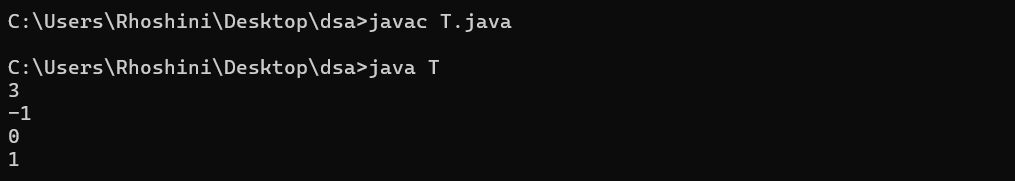 C:\Users\Rhoshini\Desktop\dsa>javac T.java
C:\Users\Rhoshini\Desktop\dsa>java T
3
-1
0
1